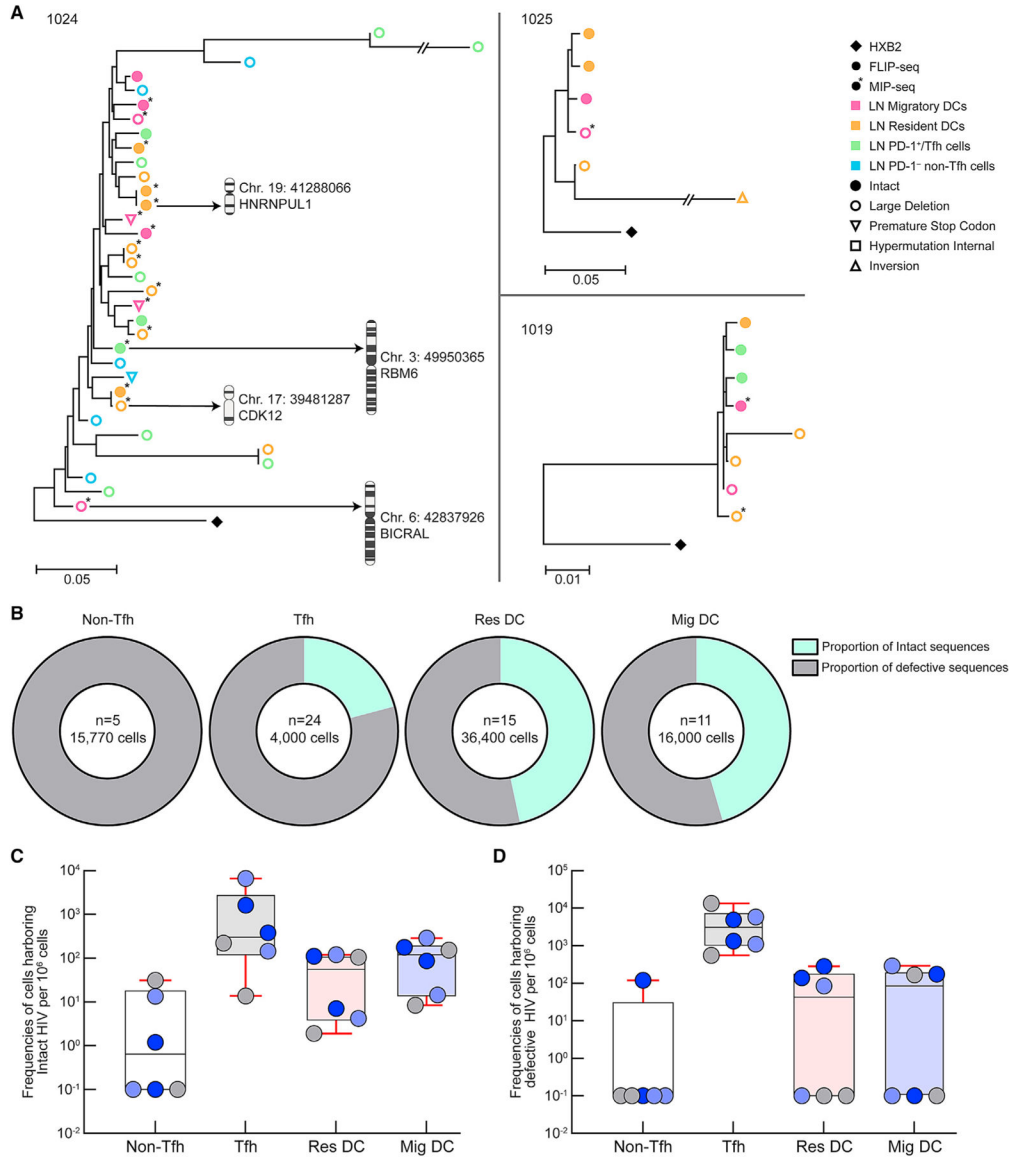 A
1024
Chr. 19: 41288066
HNRNPUL1
Chr. 3: 49950365
RBM6
Chr. 17: 39481287
CDK12
Chr. 6: 42837926
BICRAL
0.05
1025
0.05
1019
0.01
HXB2
FLIP-seq
MIP-seq
LN Migratory DCs
LN Resident DCs
LN PD-1⁺/Tfh cells
LN PD-1⁻ non-Tfh cells
Intact
Large Deletion
Premature Stop Codon
Hypermutation Internal
Inversion
B
Non-Tfh
Tfh
Res DC
Mig DC
n=5
15,770 cells
n=24
4,000 cells
n=15
36,400 cells
n=11
16,000 cells
Proportion of Intact sequences
Proportion of defective sequences
C
Frequencies of cells harboring
Intact HIV per 10⁶ cells
10⁴
10³
10²
10¹
10⁰
10⁻¹
10⁻²
Non-Tfh
Tfh
Res DC
Mig DC
D
Frequencies of cells harboring
defective HIV per 10⁶ cells
10⁵
10⁴
10³
10²
10¹
10⁰
10⁻¹
10⁻²
Non-Tfh
Tfh
Res DC
Mig DC